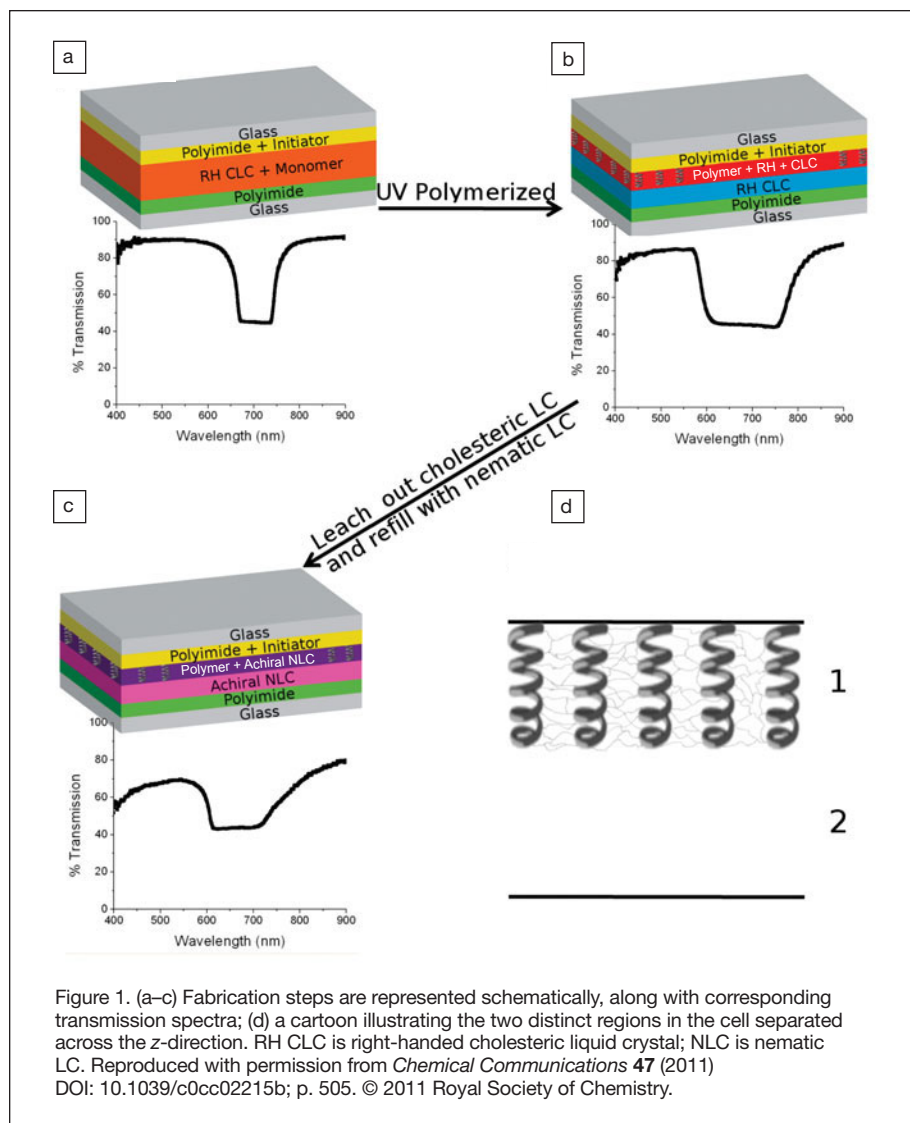 a
Glass
Polyimide + Initiator
RH CLC + Monomer
Polyimide
Glass
100
80
60
40
20
0
% Transmission
400 500 600 700 800 900
Wavelength (nm)
UV Polymerized
b
Glass
Polyimide + Initiator
Polymer + RH + CLC
RH CLC
Polyimide
Glass
100
80
60
40
20
0
% Transmission
400 500 600 700 800 900
Wavelength (nm)
Leach out cholesteric LC
and refill with nematic LC
c
Glass
Polyimide + Initiator
Polymer + Achiral NLC
Achiral NLC
Polyimide
Glass
100
80
60
40
20
0
% Transmission
400 500 600 700 800 900
Wavelength (nm)
d
1
2
Figure 1. (a–c) Fabrication steps are represented schematically, along with corresponding
transmission spectra; (d) a cartoon illustrating the two distinct regions in the cell separated
across the z-direction. RH CLC is right-handed cholesteric liquid crystal; NLC is nematic
LC. Reproduced with permission from Chemical Communications 47 (2011)
DOI: 10.1039/c0cc02215b; p. 505. © 2011 Royal Society of Chemistry.